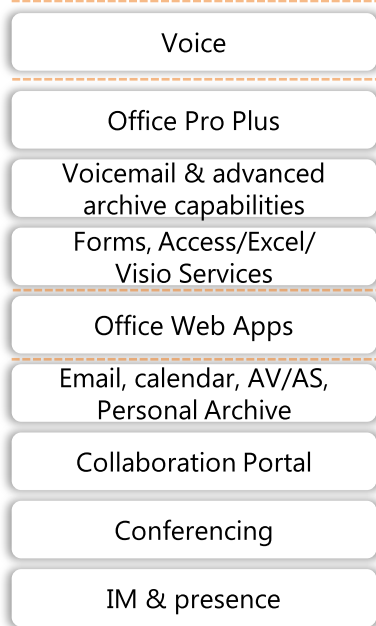 Voice
Office Pro Plus
Voicemail & advanced
archive capabilities
Forms, Access/Excel/
Visio Services
Office Web Apps
Email, calendar, AV/AS,
Personal Archive
Collaboration Portal
Conferencing
IM & presence